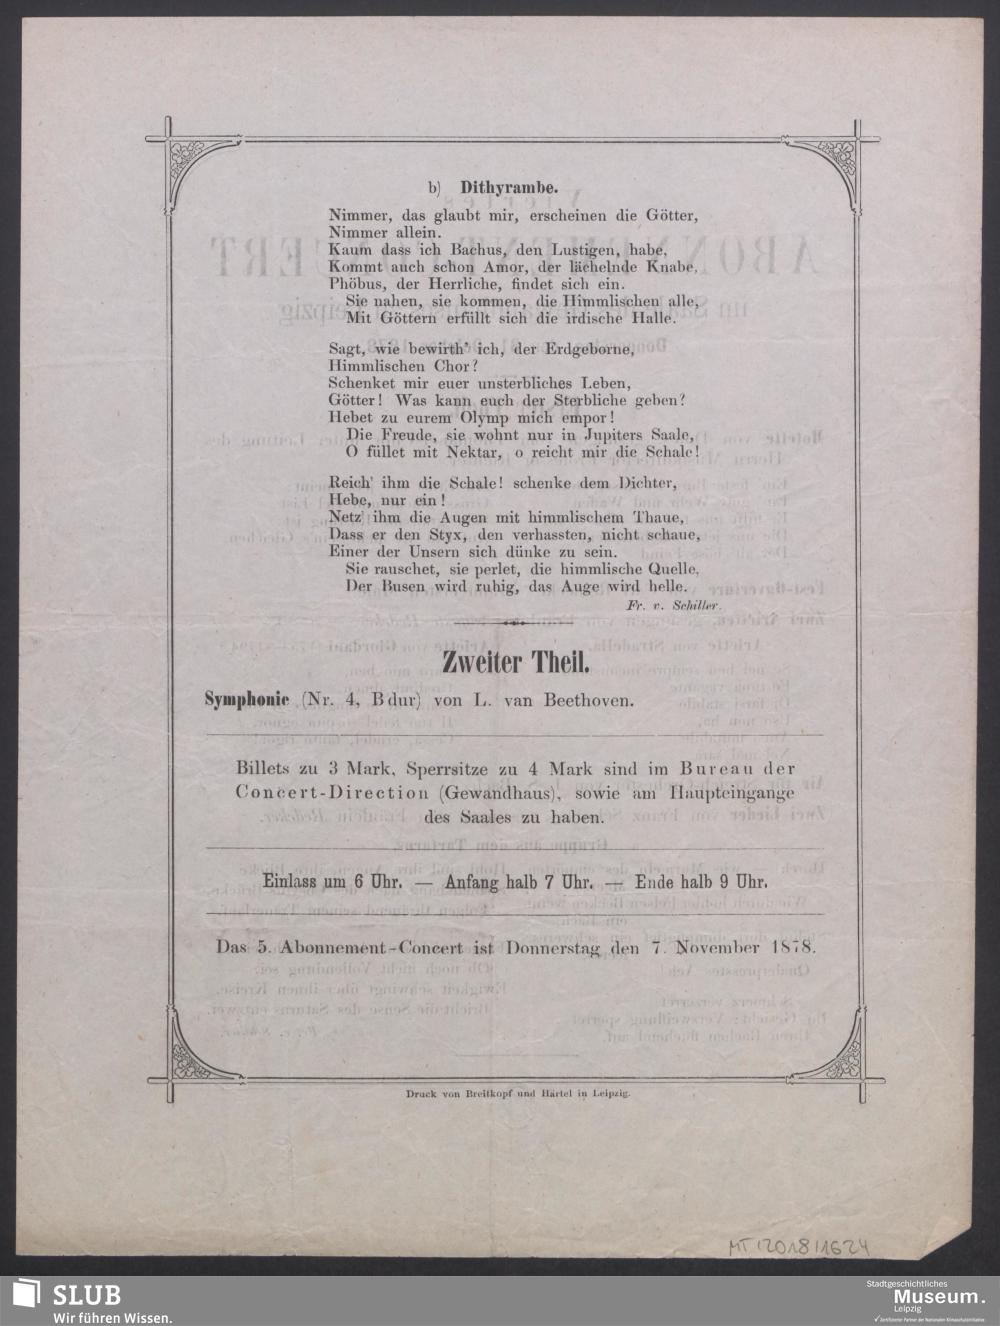 b) Dithyrambe.
Nimmer, das glaubt mir, erscheinen die Götter,
Nimmer allein.
Kaum dass ich Bachus, den Lustigen, habe,
Kommt auch schon Amor, der lächelnde Knabe,
Phöbus, der Herrliche, findet sich ein.
Sie nahen, sie kommen, die Himmlischen alle,
Mit Göttern erfüllt sich die irdische Halle.
Sagt, wie bewirth' ich, der Erdgeborne,
Himmlischen Chor?
Schenket mir euer unsterbliches Leben,
Götter! Was kann euch der Sterbliche geben?
Hebet zu eurem Olymp mich empor!
Die Freude, sie wohnt nur in Jupiters Saale,
O füllet mit Nektar, o reicht mir die Schale!
Reich' ihm die Schale! schenke dem Dichter,
Hebe, nur ein!
Netz' ihm die Augen mit himmlischem Thaue,
Dass er den Styx, den verhassten, nicht schaue,
Einer der Unsern sich dünke zu sein.
Sie rauschet, sie perlet, die himmlische Quelle,
Der Busen wird ruhig, das Auge wird helle.
Fr. v. Schiller.
Zweiter Theil.
Symphonie (Nr. 4, Bdur) von L. van Beethoven.
Billets zu 3 Mark, Sperrsitze zu 4 Mark sind im Bureau der
Concert-Direction (Gewandhaus), sowie am Haupteingange
des Saales zu haben.
Einlass um 6 Uhr. — Anfang halb 7 Uhr. — Ende halb 9 Uhr.
Das 5. Abonnement-Concert ist Donnerstag den 7. November 1878.
Druck von Breitkopf und Härtel in Leipzig.
MT12018/1624
SLUB
Wir führen Wissen.
Stadtgeschichtliches
Museum.
Leipzig
Zertifizierter Partner der Nationalen Klimaschutzinitiative